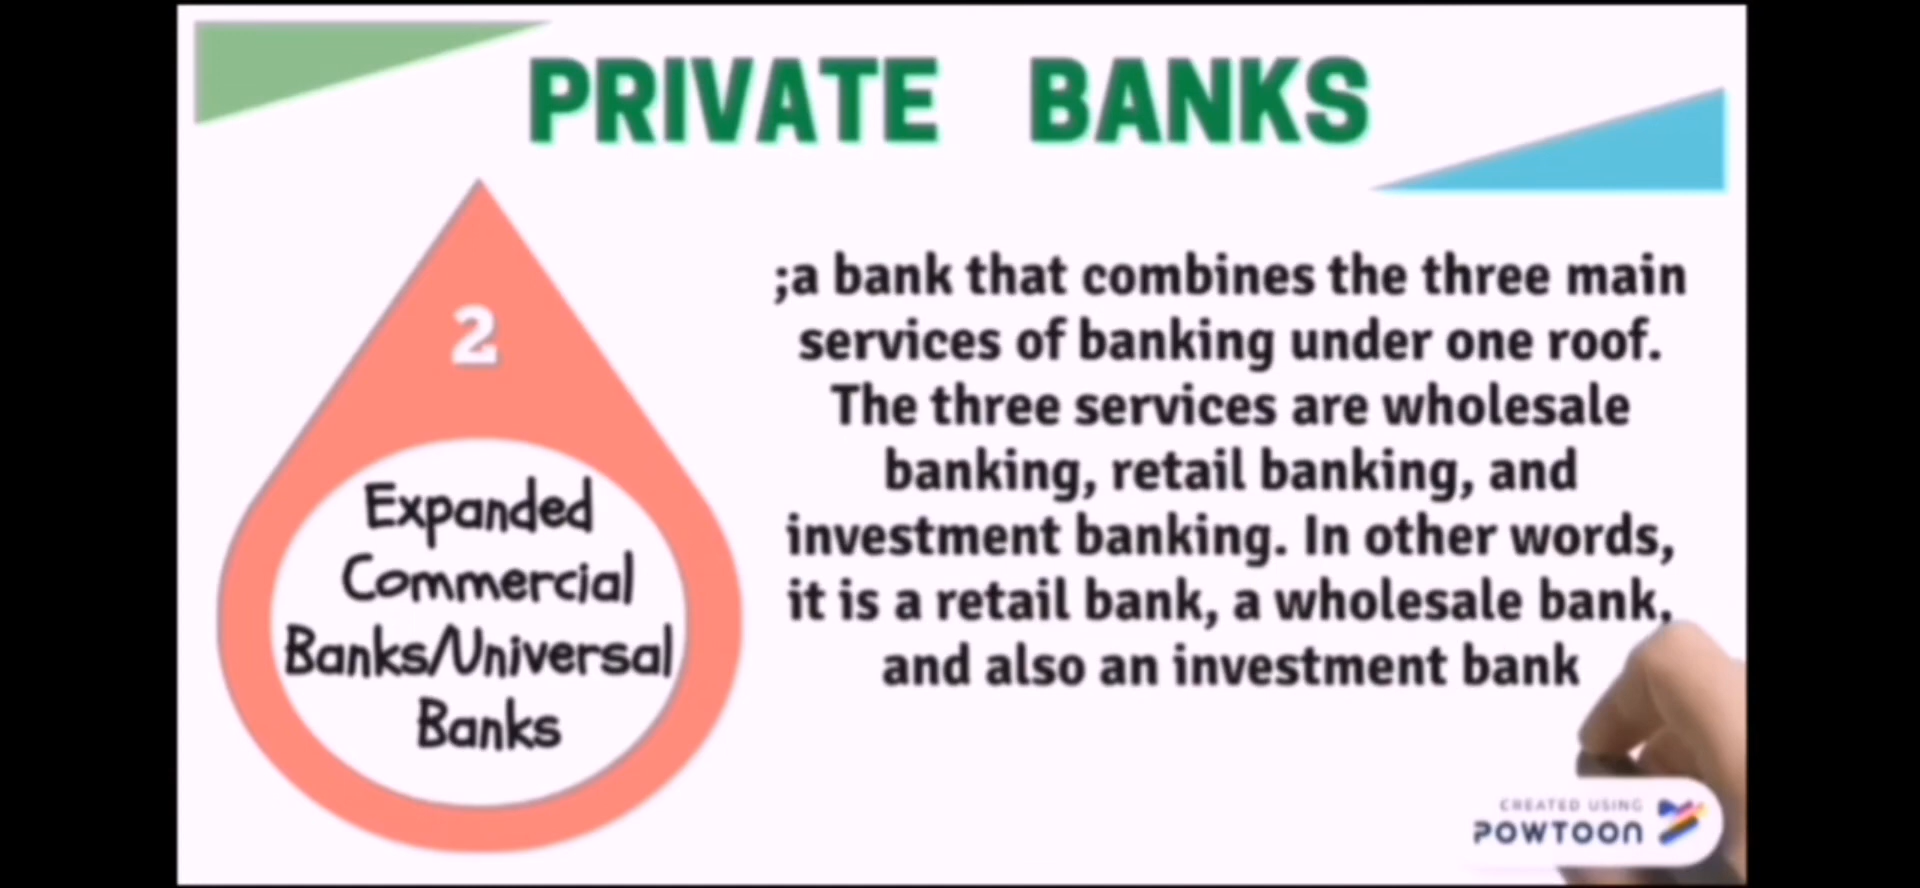 PRIVATE BANKS
2
Expanded
Commercial
Banks/Universal
Banks
;a bank that combines the three main
services of banking under one roof.
The three services are wholesale
banking, retail banking, and
investment banking. In other words,
it is a retail bank, a wholesale bank,
and also an investment bank
CREATED USING
POWTOON